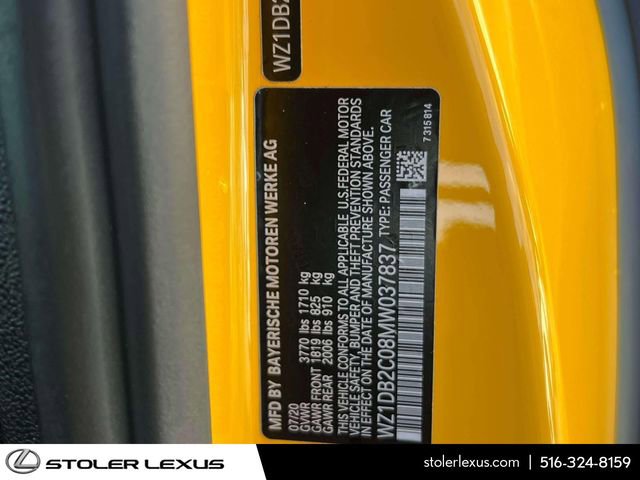 WZ1DB2
MFD BY BAYERISCHE MOTOREN WERKE AG
07/20
GVWR 3770 lbs 1710 kg
GAWR FRONT 1819 lbs 825 kg
GAWR REAR 2006 lbs 910 kg
THIS VEHICLE CONFORMS TO ALL APPLICABLE U.S.FEDERAL MOTOR
VEHICLE SAFETY, BUMPER AND THEFT PREVENTION STANDARDS
IN EFFECT ON THE DATE OF MANUFACTURE SHOWN ABOVE.
WZ1DB2C08MW037837 TYPE: PASSENGER CAR
7315814
STOLER LEXUS
stolerlexus.com 516-324-8159